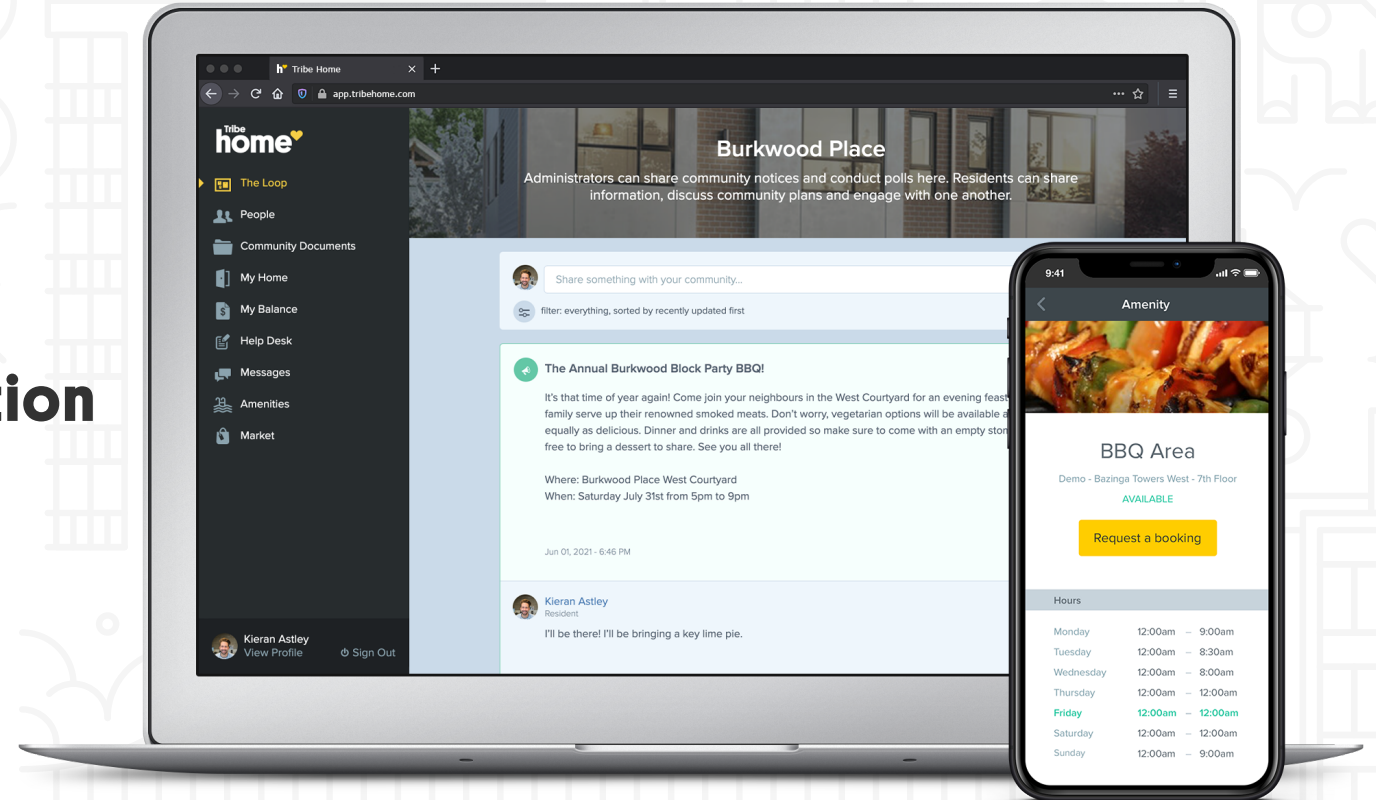 tion
Tribe Home
app.tribehome.com
Tribe
home
The Loop
People
Community Documents
My Home
My Balance
Help Desk
Messages
Amenities
Market
Kieran Astley
View Profile
Sign Out
Burkwood Place
Administrators can share community notices and conduct polls here. Residents can share
information, discuss community plans and engage with one another.
Share something with your community...
filter: everything, sorted by recently updated first
The Annual Burkwood Block Party BBQ!
It's that time of year again! Come join your neighbours in the West Courtyard for an evening feast
family serve up their renowned smoked meats. Don't worry, vegetarian options will be available
equally as delicious. Dinner and drinks are all provided so make sure to come with an empty
free to bring a dessert to share. See you all there!
Where: Burkwood Place West Courtyard
When: Saturday July 31st from 5pm to 9pm
Jun 01, 2021 - 6:46 PM
Kieran Astley
Resident
I'll be there! I'll be bringing a key lime pie.
9:41
Amenity
BBQ Area
Demo - Bazinga Towers West - 7th Floor
AVAILABLE
Request a booking
Hours
Monday 12:00am – 9:00am
Tuesday 12:00am – 8:30am
Wednesday 12:00am – 8:00am
Thursday 12:00am – 12:00am
Friday 12:00am – 12:00am
Saturday 12:00am – 12:00am
Sunday 12:00am – 9:00am